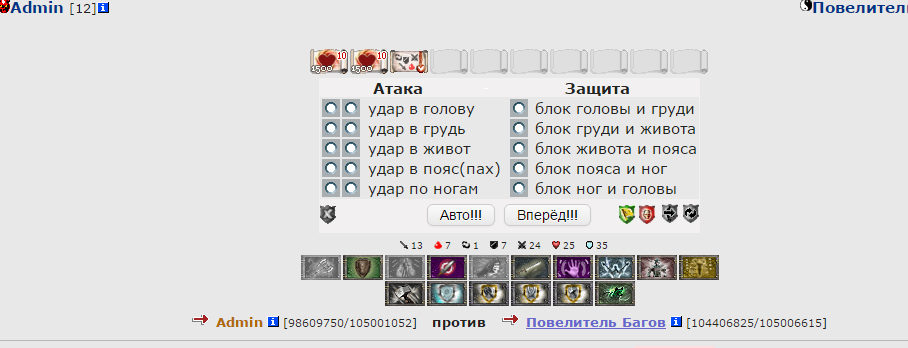 Admin [12] Повелитель
10 10
1500 1500
Атака Защита
удар в голову блок головы и груди
удар в грудь блок груди и живота
удар в живот блок живота и пояса
удар в пояс(пах) блок пояса и ног
удар по ногам блок ног и головы
Авто!!! Вперёд!!!
13 7 1 7 24 25 35
Admin [98609750/105001052] против Повелитель Багов [104406825/105006615]